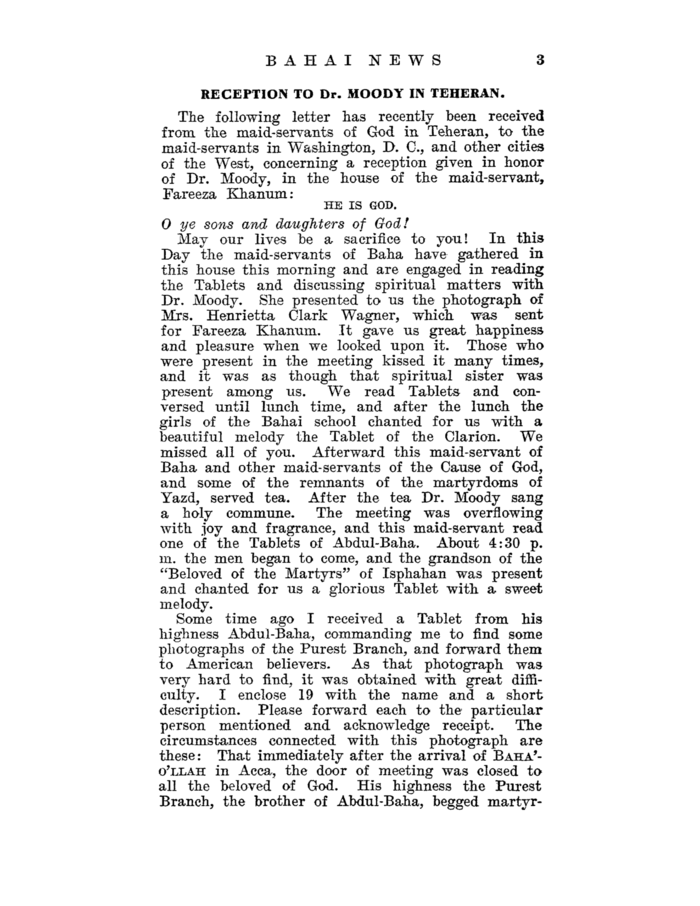 BAHAI NEWS 3
RECEPTION TO Dr. MOODY IN TEHERAN.
The following letter has recently been received
from the maid-servants of God in Teheran, to the
maid-servants in Washington, D. C., and other cities
of the West, concerning a reception given in honor
of Dr. Moody, in the house of the maid-servant,
Fareeza Khanum:
HE IS GOD.
O ye sons and daughters of God!
May our lives be a sacrifice to you! In this
Day the maid-servants of Baha have gathered in
this house this morning and are engaged in reading
the Tablets and discussing spiritual matters with
Dr. Moody. She presented to us the photograph of
Mrs. Henrietta Clark Wagner, which was sent
for Fareeza Khanum. It gave us great happiness
and pleasure when we looked upon it. Those who
were present in the meeting kissed it many times,
and it was as though that spiritual sister was
present among us. We read Tablets and con-
versed until lunch time, and after the lunch the
girls of the Bahai school chanted for us with a
beautiful melody the Tablet of the Clarion. We
missed all of you. Afterward this maid-servant of
Baha and other maid-servants of the Cause of God,
and some of the remnants of the martyrdoms of
Yazd, served tea. After the tea Dr. Moody sang
a holy commune. The meeting was overflowing
with joy and fragrance, and this maid-servant read
one of the Tablets of Abdul-Baha. About 4:30 p.
m. the men began to come, and the grandson of the
“Beloved of the Martyrs” of Isphahan was present
and chanted for us a glorious Tablet with a sweet
melody.
Some time ago I received a Tablet from his
highness Abdul-Baha, commanding me to find some
photographs of the Purest Branch, and forward them
to American believers. As that photograph was
very hard to find, it was obtained with great diffi-
culty. I enclose 19 with the name and a short
description. Please forward each to the particular
person mentioned and acknowledge receipt. The
circumstances connected with this photograph are
these: That immediately after the arrival of BAHA’-
O’LLAH in Acca, the door of meeting was closed to
all the beloved of God. His highness the Purest
Branch, the brother of Abdul-Baha, begged martyr-